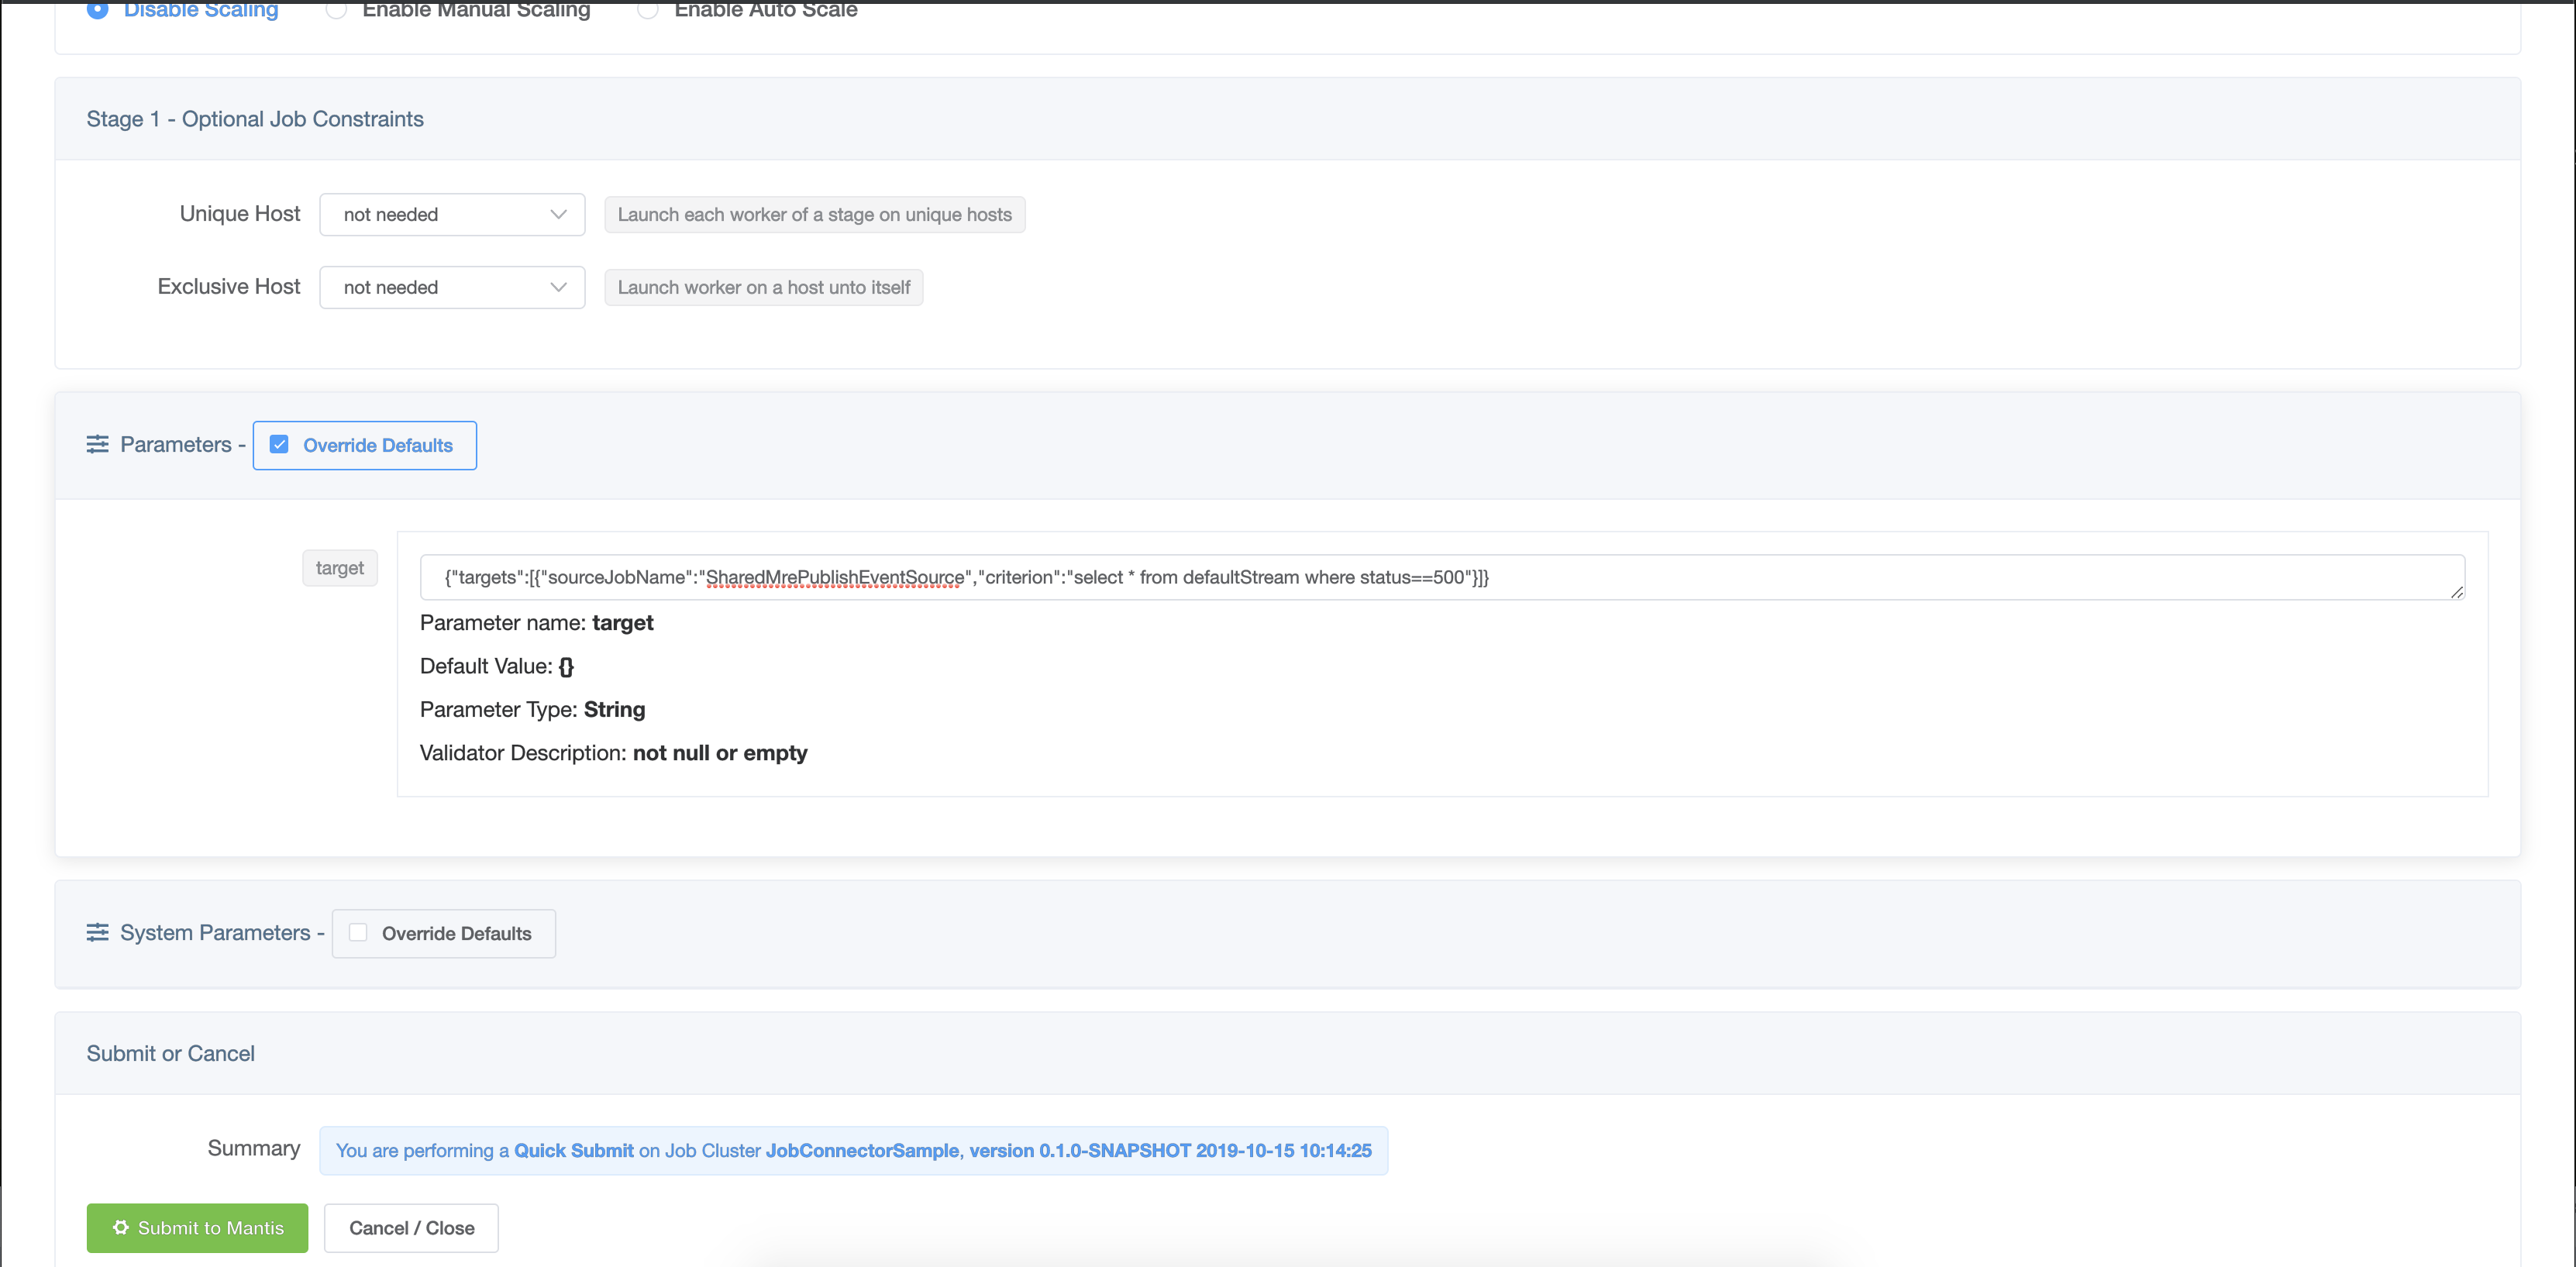 Disable Scaling Enable Manual Scaling Enable Auto Scale
Stage 1 - Optional Job Constraints
Unique Host not needed Launch each worker of a stage on unique hosts
Exclusive Host not needed Launch worker on a host unto itself
Parameters - Override Defaults
target {"targets":[{"sourceJobName":"SharedMrePublishEventSource","criterion":"select * from defaultStream where status==500"}]}
Parameter name: target
Default Value: {}
Parameter Type: String
Validator Description: not null or empty
System Parameters - Override Defaults
Submit or Cancel
Summary You are performing a Quick Submit on Job Cluster JobConnectorSample, version 0.1.0-SNAPSHOT 2019-10-15 10:14:25
Submit to Mantis Cancel / Close